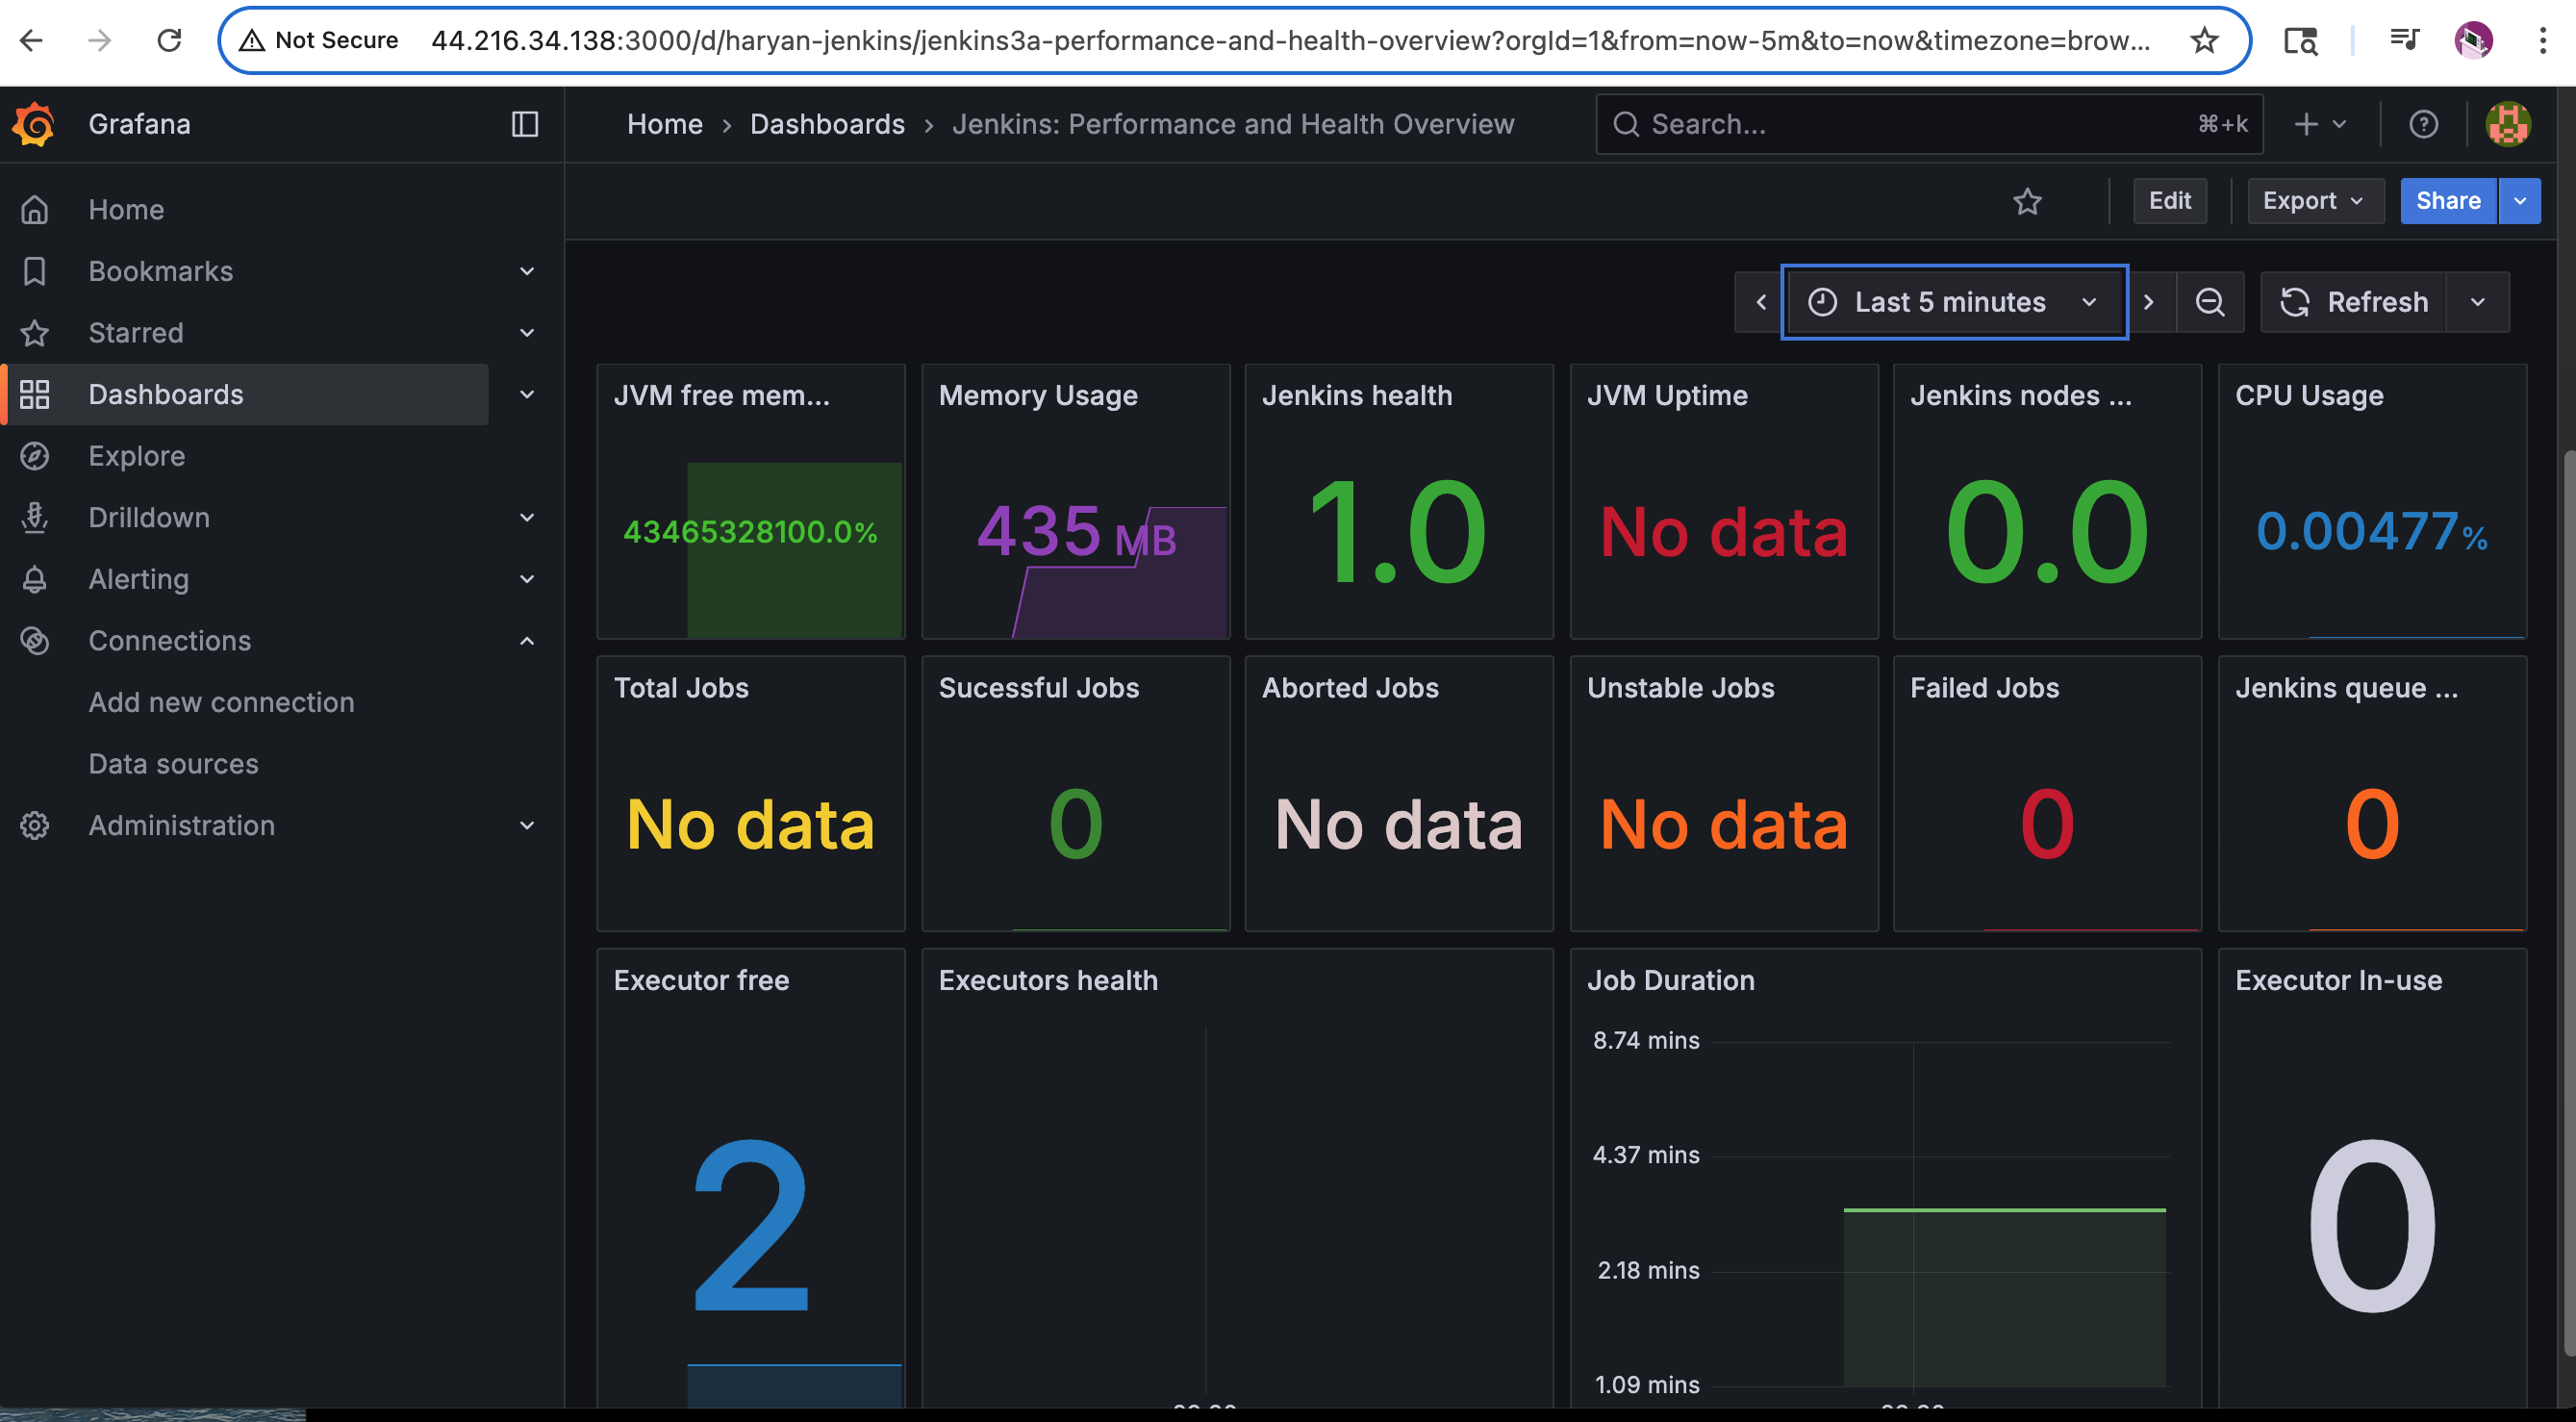 Not Secure 44.216.34.138:3000/d/haryan-jenkins/jenkins3a-performance-and-health-overview?orgId=1&from=now-5m&to=now&timezone=brow...
Grafana
Home › Dashboards › Jenkins: Performance and Health Overview
Search...
⌘+k
Edit
Export
Share
Home
Bookmarks
Starred
Dashboards
Explore
Drilldown
Alerting
Connections
Add new connection
Data sources
Administration
Last 5 minutes
Refresh
JVM free mem...
43465328100.0%
Memory Usage
435 MB
Jenkins health
1.0
JVM Uptime
No data
Jenkins nodes ...
0.0
CPU Usage
0.00477%
Total Jobs
No data
Sucessful Jobs
0
Aborted Jobs
No data
Unstable Jobs
No data
Failed Jobs
0
Jenkins queue ...
0
Executor free
2
Executors health
Job Duration
8.74 mins
4.37 mins
2.18 mins
1.09 mins
Executor In-use
0